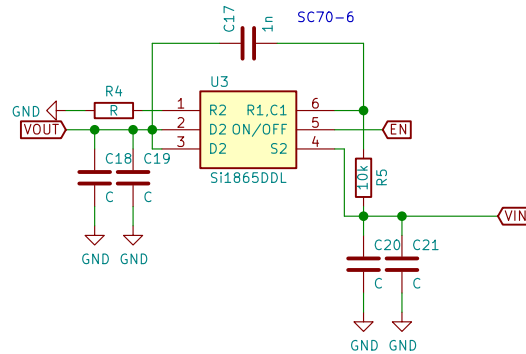 C17
1n
SC70-6
U3
R4
R
GND
1
R2
R1,C1
6
VOUT
2
D2
ON/OFF
5
EN
3
D2
S2
4
Si1865DDL
10k
R5
C18
C
C19
C
GND
GND
VIN
C20
C
C21
C
GND
GND